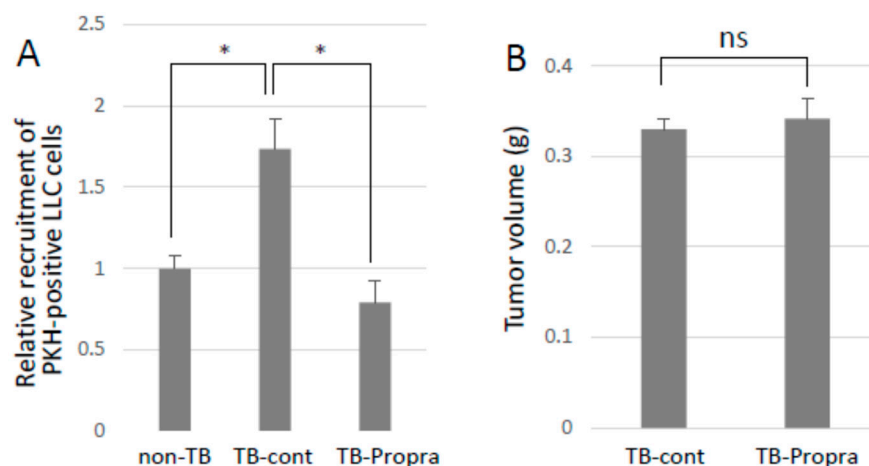 A
Relative recruitment of
PKH-positive LLC cells
2.5
2
1.5
1
0.5
0
*
*
non-TB TB-cont TB-Propra
B
Tumor volume (g)
0.4
0.3
0.2
0.1
0
ns
TB-cont TB-Propra